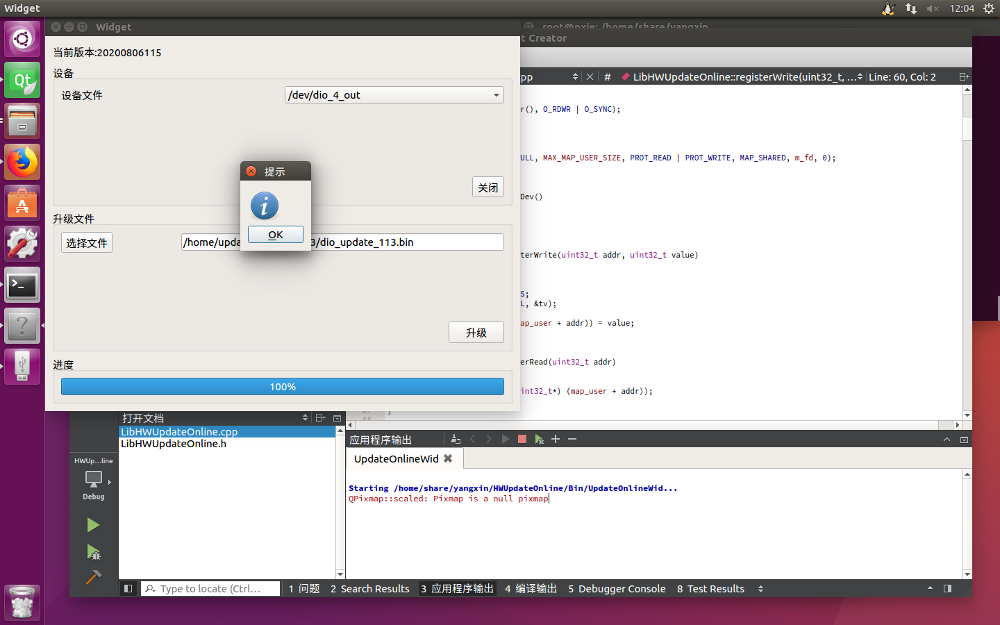 Widget
12:04
Widget
root@pxie: /home/share/yangxin
t Creator
当前版本:20200806115
设备
设备文件
/dev/dio_4_out
关闭
提示
OK
升级文件
选择文件
/home/upda
3/dio_update_113.bin
升级
进度
100%
pp
#
LibHWUpdateOnline::registerWrite(uint32_t, ...
Line: 60, Col: 2
r(), O_RDWR | O_SYNC);
ULL, MAX_MAP_USER_SIZE, PROT_READ | PROT_WRITE, MAP_SHARED, m_fd, 0);
Dev()
terWrite(uint32_t addr, uint32_t value)
S;
L, &tv);
ap_user + addr)) = value;
erRead(uint32_t addr)
int32_t*) (map_user + addr));
}
68
打开文档
LibHWUpdateOnline.cpp
LibHWUpdateOnline.h
HWUp...line
Debug
应用程序输出
UpdateOnlineWid
Starting /home/share/yangxin/HWUpdateOnline/Bin/UpdateOnlineWid...
QPixmap::scaled: Pixmap is a null pixmap
Type to locate (Ctrl...
1 问题
2 Search Results
3 应用程序输出
4 编译输出
5 Debugger Console
8 Test Results